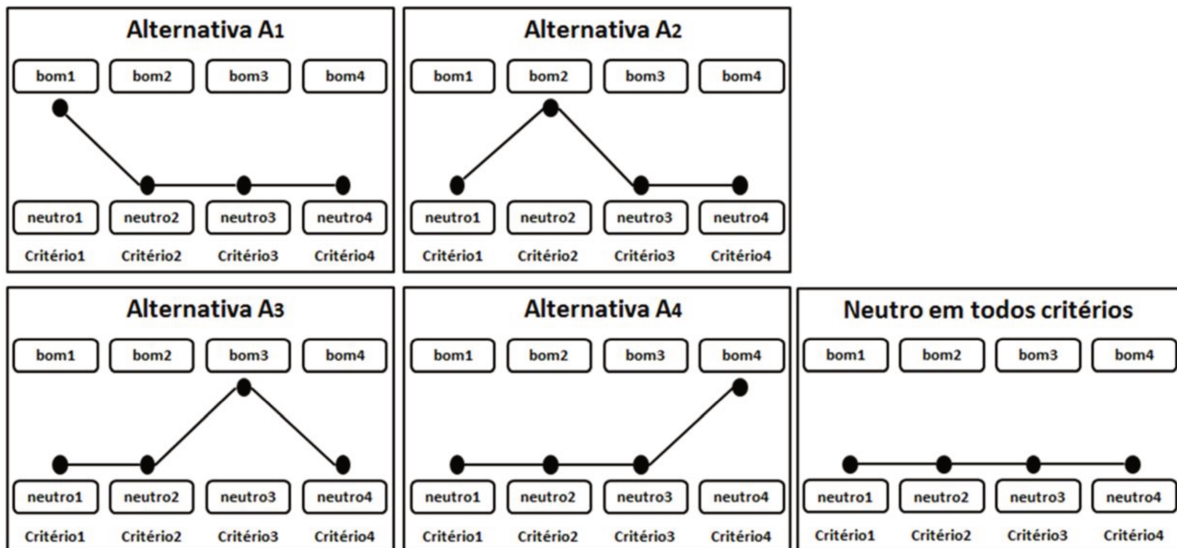 Alternativa A1
bom1 bom2 bom3 bom4
neutro1 neutro2 neutro3 neutro4
Critério1 Critério2 Critério3 Critério4
Alternativa A2
bom1 bom2 bom3 bom4
neutro1 neutro2 neutro3 neutro4
Critério1 Critério2 Critério3 Critério4
Alternativa A3
bom1 bom2 bom3 bom4
neutro1 neutro2 neutro3 neutro4
Critério1 Critério2 Critério3 Critério4
Alternativa A4
bom1 bom2 bom3 bom4
neutro1 neutro2 neutro3 neutro4
Critério1 Critério2 Critério3 Critério4
Neutro em todos critérios
bom1 bom2 bom3 bom4
neutro1 neutro2 neutro3 neutro4
Critério1 Critério2 Critério3 Critério4